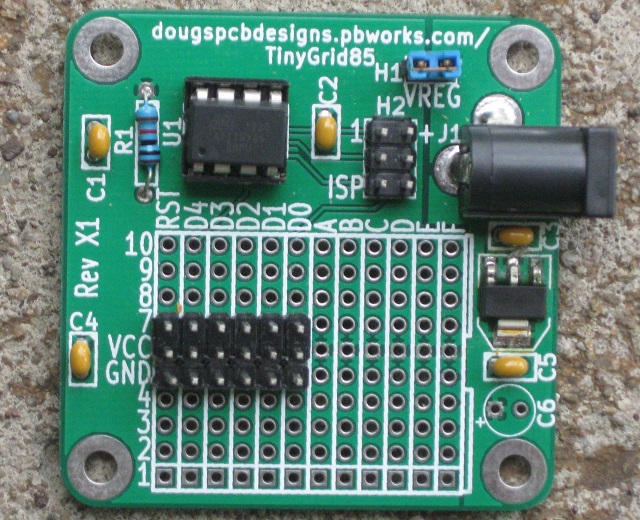 dougspcbdesigns.pbworks.com/
TinyGrid85
H1
VREG
C2
H2
1
+
J1
U1
R1
C1
ISP
RST
D4
D3
D2
D1
D0
A
B
C
D
E
F
Rev X1
10
9
8
7
VCC
GND
4
3
2
1
C4
C5
C6
+